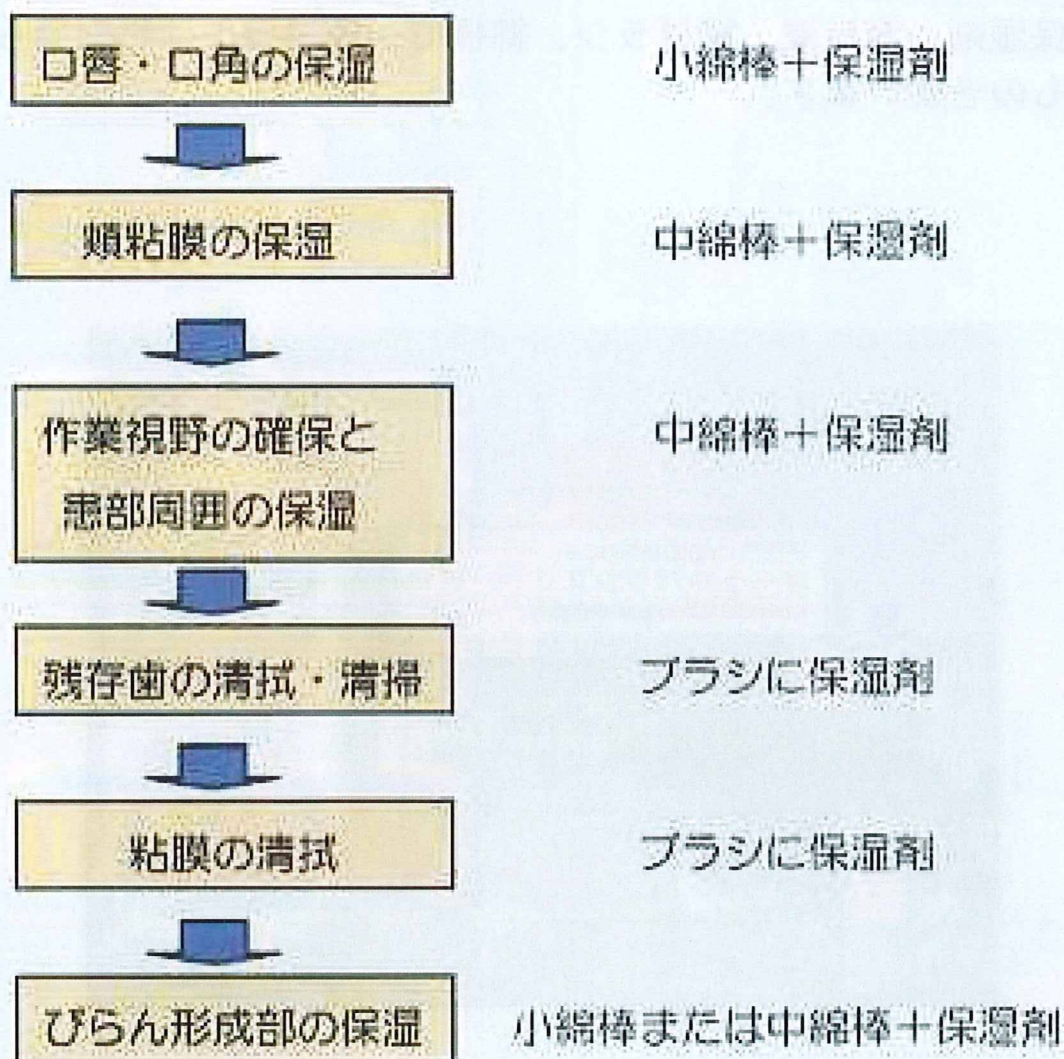 口唇・口角の保湿 小綿棒＋保湿剤
頬粘膜の保湿 中綿棒＋保湿剤
作業視野の確保と 中綿棒＋保湿剤
患部周囲の保湿
残存歯の清拭・清掃 ブラシに保湿剤
粘膜の清拭 ブラシに保湿剤
びらん形成部の保湿 小綿棒または中綿棒＋保湿剤